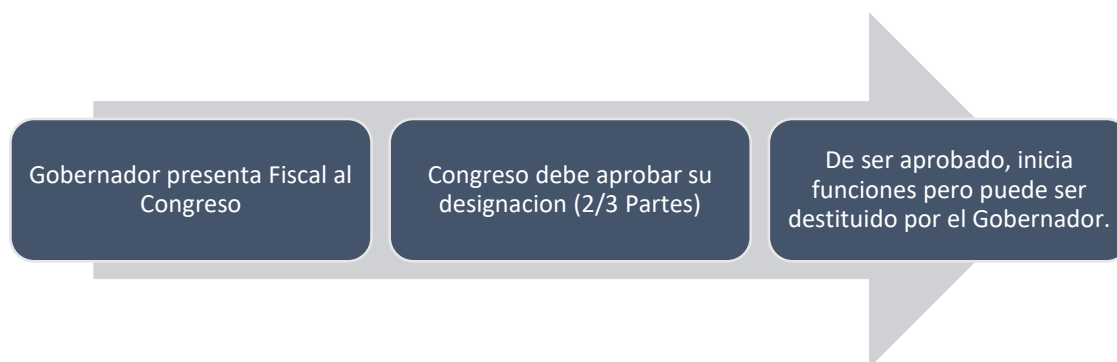 Gobernador presenta Fiscal al
Congreso
Congreso debe aprobar su
designacion (2/3 Partes)
De ser aprobado, inicia
funciones pero puede ser
destituido por el Gobernador.